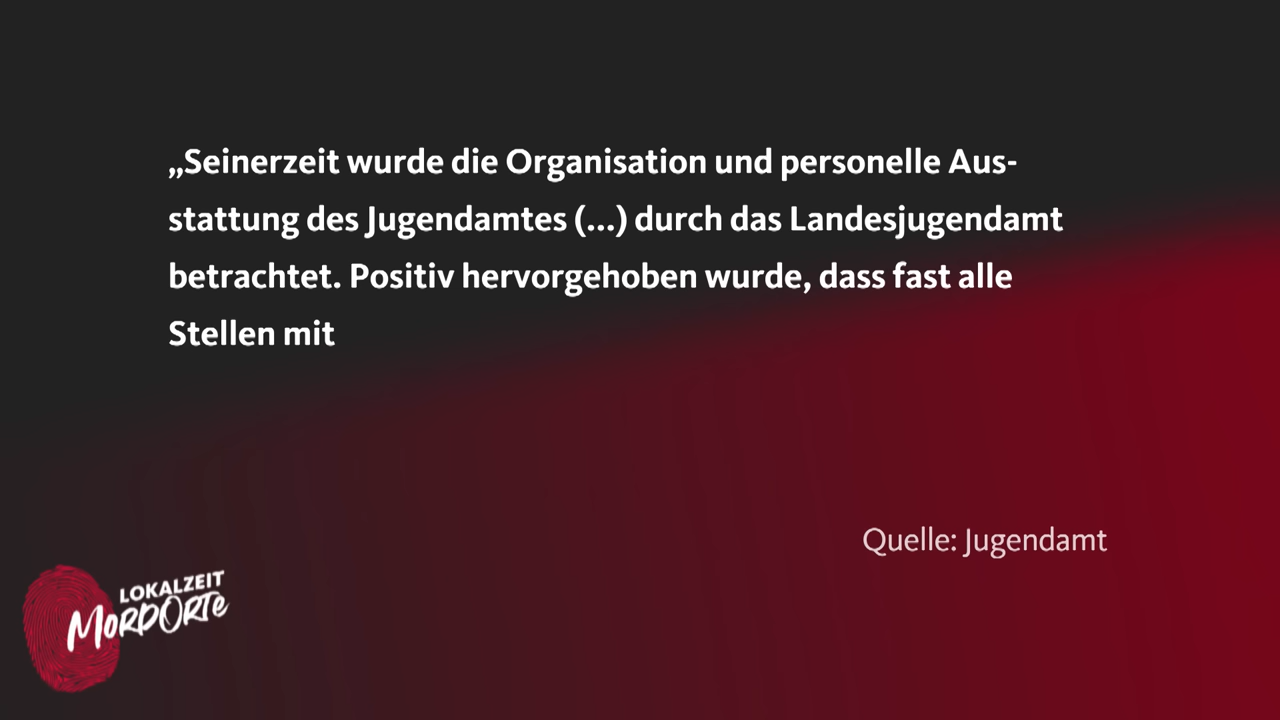 „Seinerzeit wurde die Organisation und personelle Aus-
stattung des Jugendamtes (...) durch das Landesjugendamt
betrachtet. Positiv hervorgehoben wurde, dass fast alle
Stellen mit
Quelle: Jugendamt
LOKALZEIT
MORDORTE